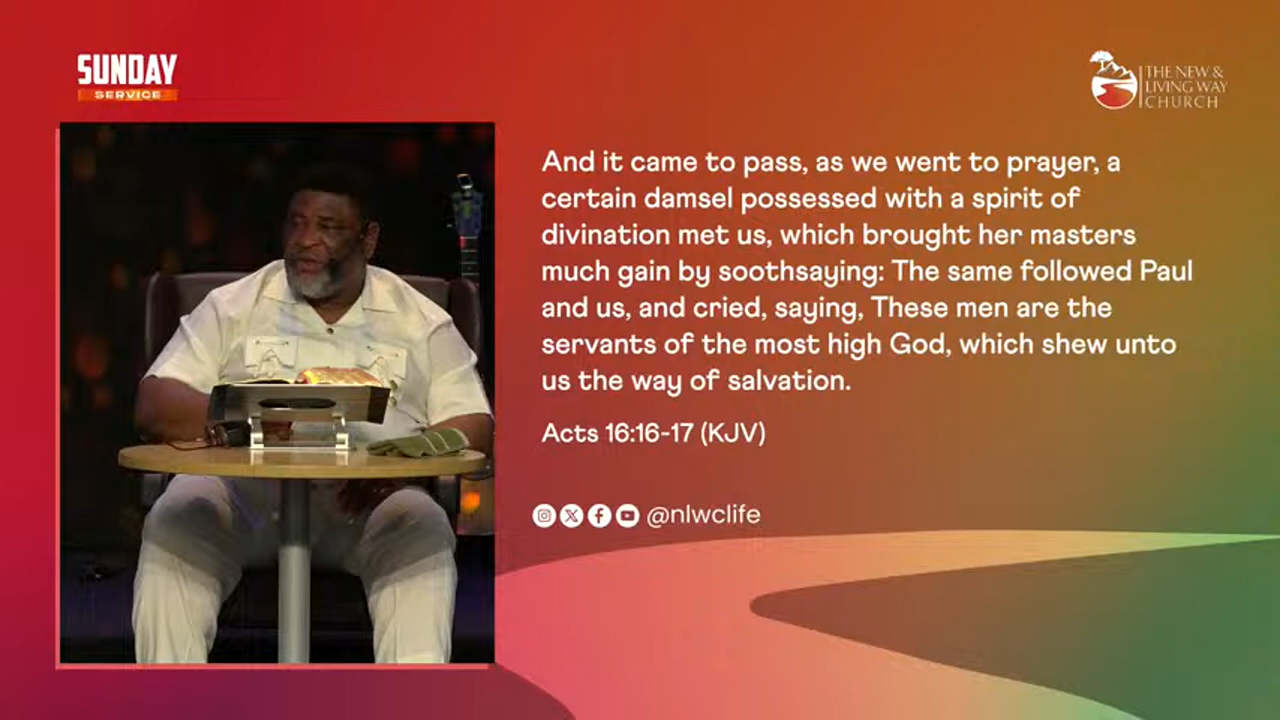 SUNDAY
SERVICE
THE NEW &
LIVING WAY
CHURCH
And it came to pass, as we went to prayer, a
certain damsel possessed with a spirit of
divination met us, which brought her masters
much gain by soothsaying: The same followed Paul
and us, and cried, saying, These men are the
servants of the most high God, which shew unto
us the way of salvation.
Acts 16:16-17 (KJV)
@nlwclife